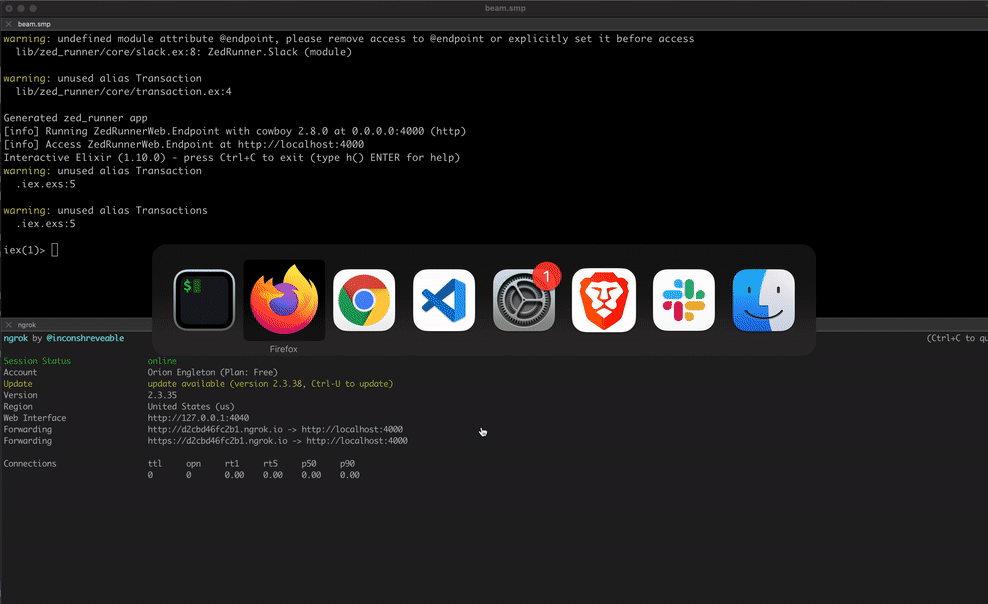 beam.smp
beam.smp
warning: undefined module attribute @endpoint, please remove access to @endpoint or explicitly set it before access
lib/zed_runner/core/slack.ex:8: ZedRunner.Slack (module)
warning: unused alias Transaction
lib/zed_runner/core/transaction.ex:4
Generated zed_runner app
[info] Running ZedRunnerWeb.Endpoint with cowboy 2.8.0 at 0.0.0.0:4000 (http)
[info] Access ZedRunnerWeb.Endpoint at http://localhost:4000
Interactive Elixir (1.10.0) - press Ctrl+C to exit (type h() ENTER for help)
warning: unused alias Transaction
.iex.exs:5
warning: unused alias Transactions
.iex.exs:5
iex(1)>
$
1
Firefox
ngrok
ngrok by @inconshreveable (Ctrl+C to qu
Session Status online
Account Orion Engleton (Plan: Free)
Update update available (version 2.3.38, Ctrl-U to update)
Version 2.3.35
Region United States (us)
Web Interface http://127.0.0.1:4040
Forwarding http://d2cbd46fc2b1.ngrok.io -> http://localhost:4000
Forwarding https://d2cbd46fc2b1.ngrok.io -> http://localhost:4000
Connections ttl opn rt1 rt5 p50 p90
0 0 0.00 0.00 0.00 0.00